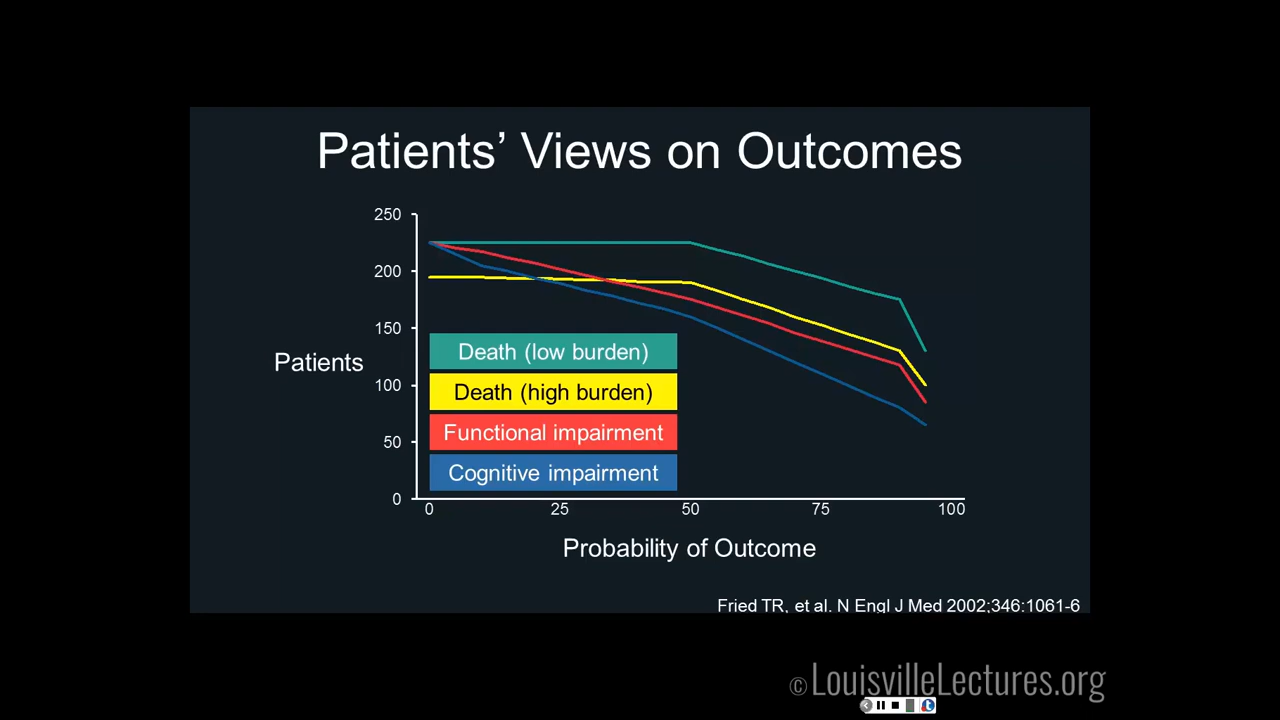 Patients’ Views on Outcomes
250
200
150
Patients
100
50
0
Death (low burden)
Death (high burden)
Functional impairment
Cognitive impairment
0 25 50 75 100
Probability of Outcome
Fried TR, et al. N Engl J Med 2002;346:1061-6
© LouisvilleLectures.org